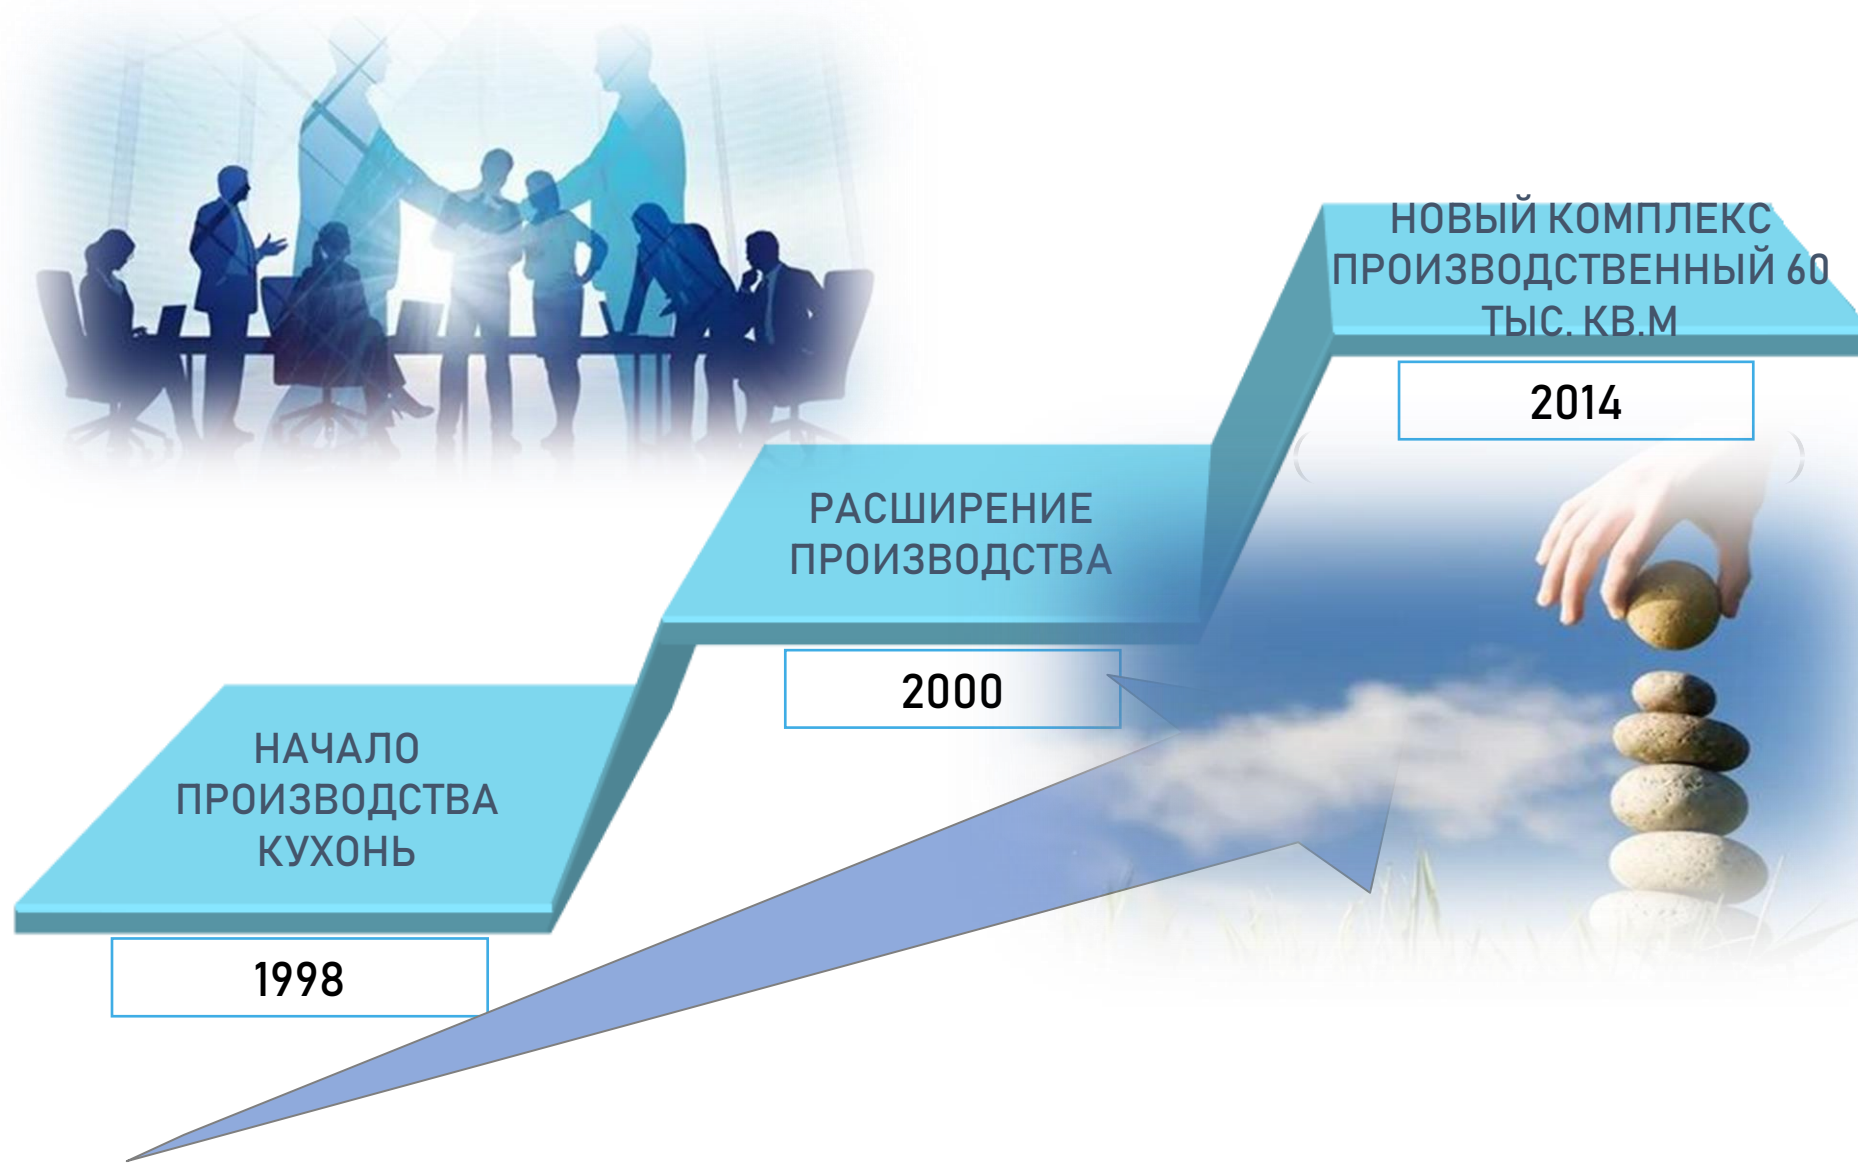 НОВЫЙ КОМПЛЕКС
ПРОИЗВОДСТВЕННЫЙ 60
ТЫС. КВ.М
2014
РАСШИРЕНИЕ
ПРОИЗВОДСТВА
2000
НАЧАЛО
ПРОИЗВОДСТВА
КУХОНЬ
1998